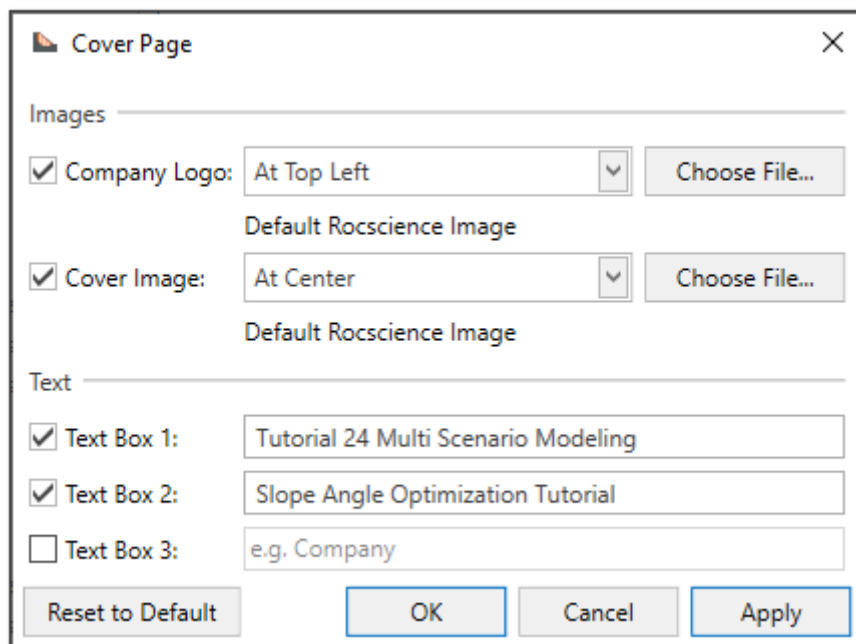 Cover Page
Images
Company Logo: At Top Left Choose File...
Default Rocscience Image
Cover Image: At Center Choose File...
Default Rocscience Image
Text
Text Box 1: Tutorial 24 Multi Scenario Modeling
Text Box 2: Slope Angle Optimization Tutorial
Text Box 3: e.g. Company
Reset to Default OK Cancel Apply